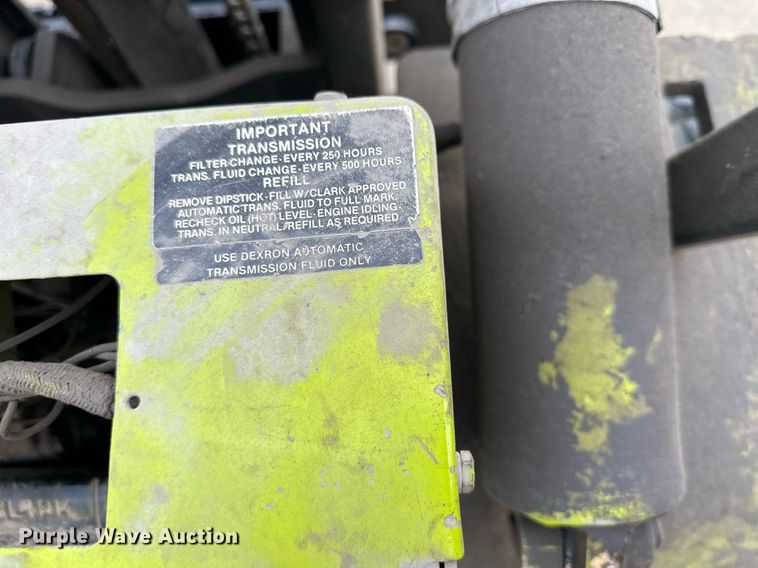 IMPORTANT
TRANSMISSION
FILTER CHANGE-EVERY 250 HOURS
TRANS. FLUID CHANGE-EVERY 500 HOURS
REFILL
REMOVE DIPSTICK-FILL W/CLARK APPROVED
AUTOMATIC TRANS. FLUID TO FULL MARK.
RECHECK OIL (HOT) LEVEL-ENGINE IDLING-
TRANS. IN NEUTRAL/REFILL AS REQUIRED
USE DEXRON AUTOMATIC
TRANSMISSION FLUID ONLY
CLARK
Purple Wave Auction